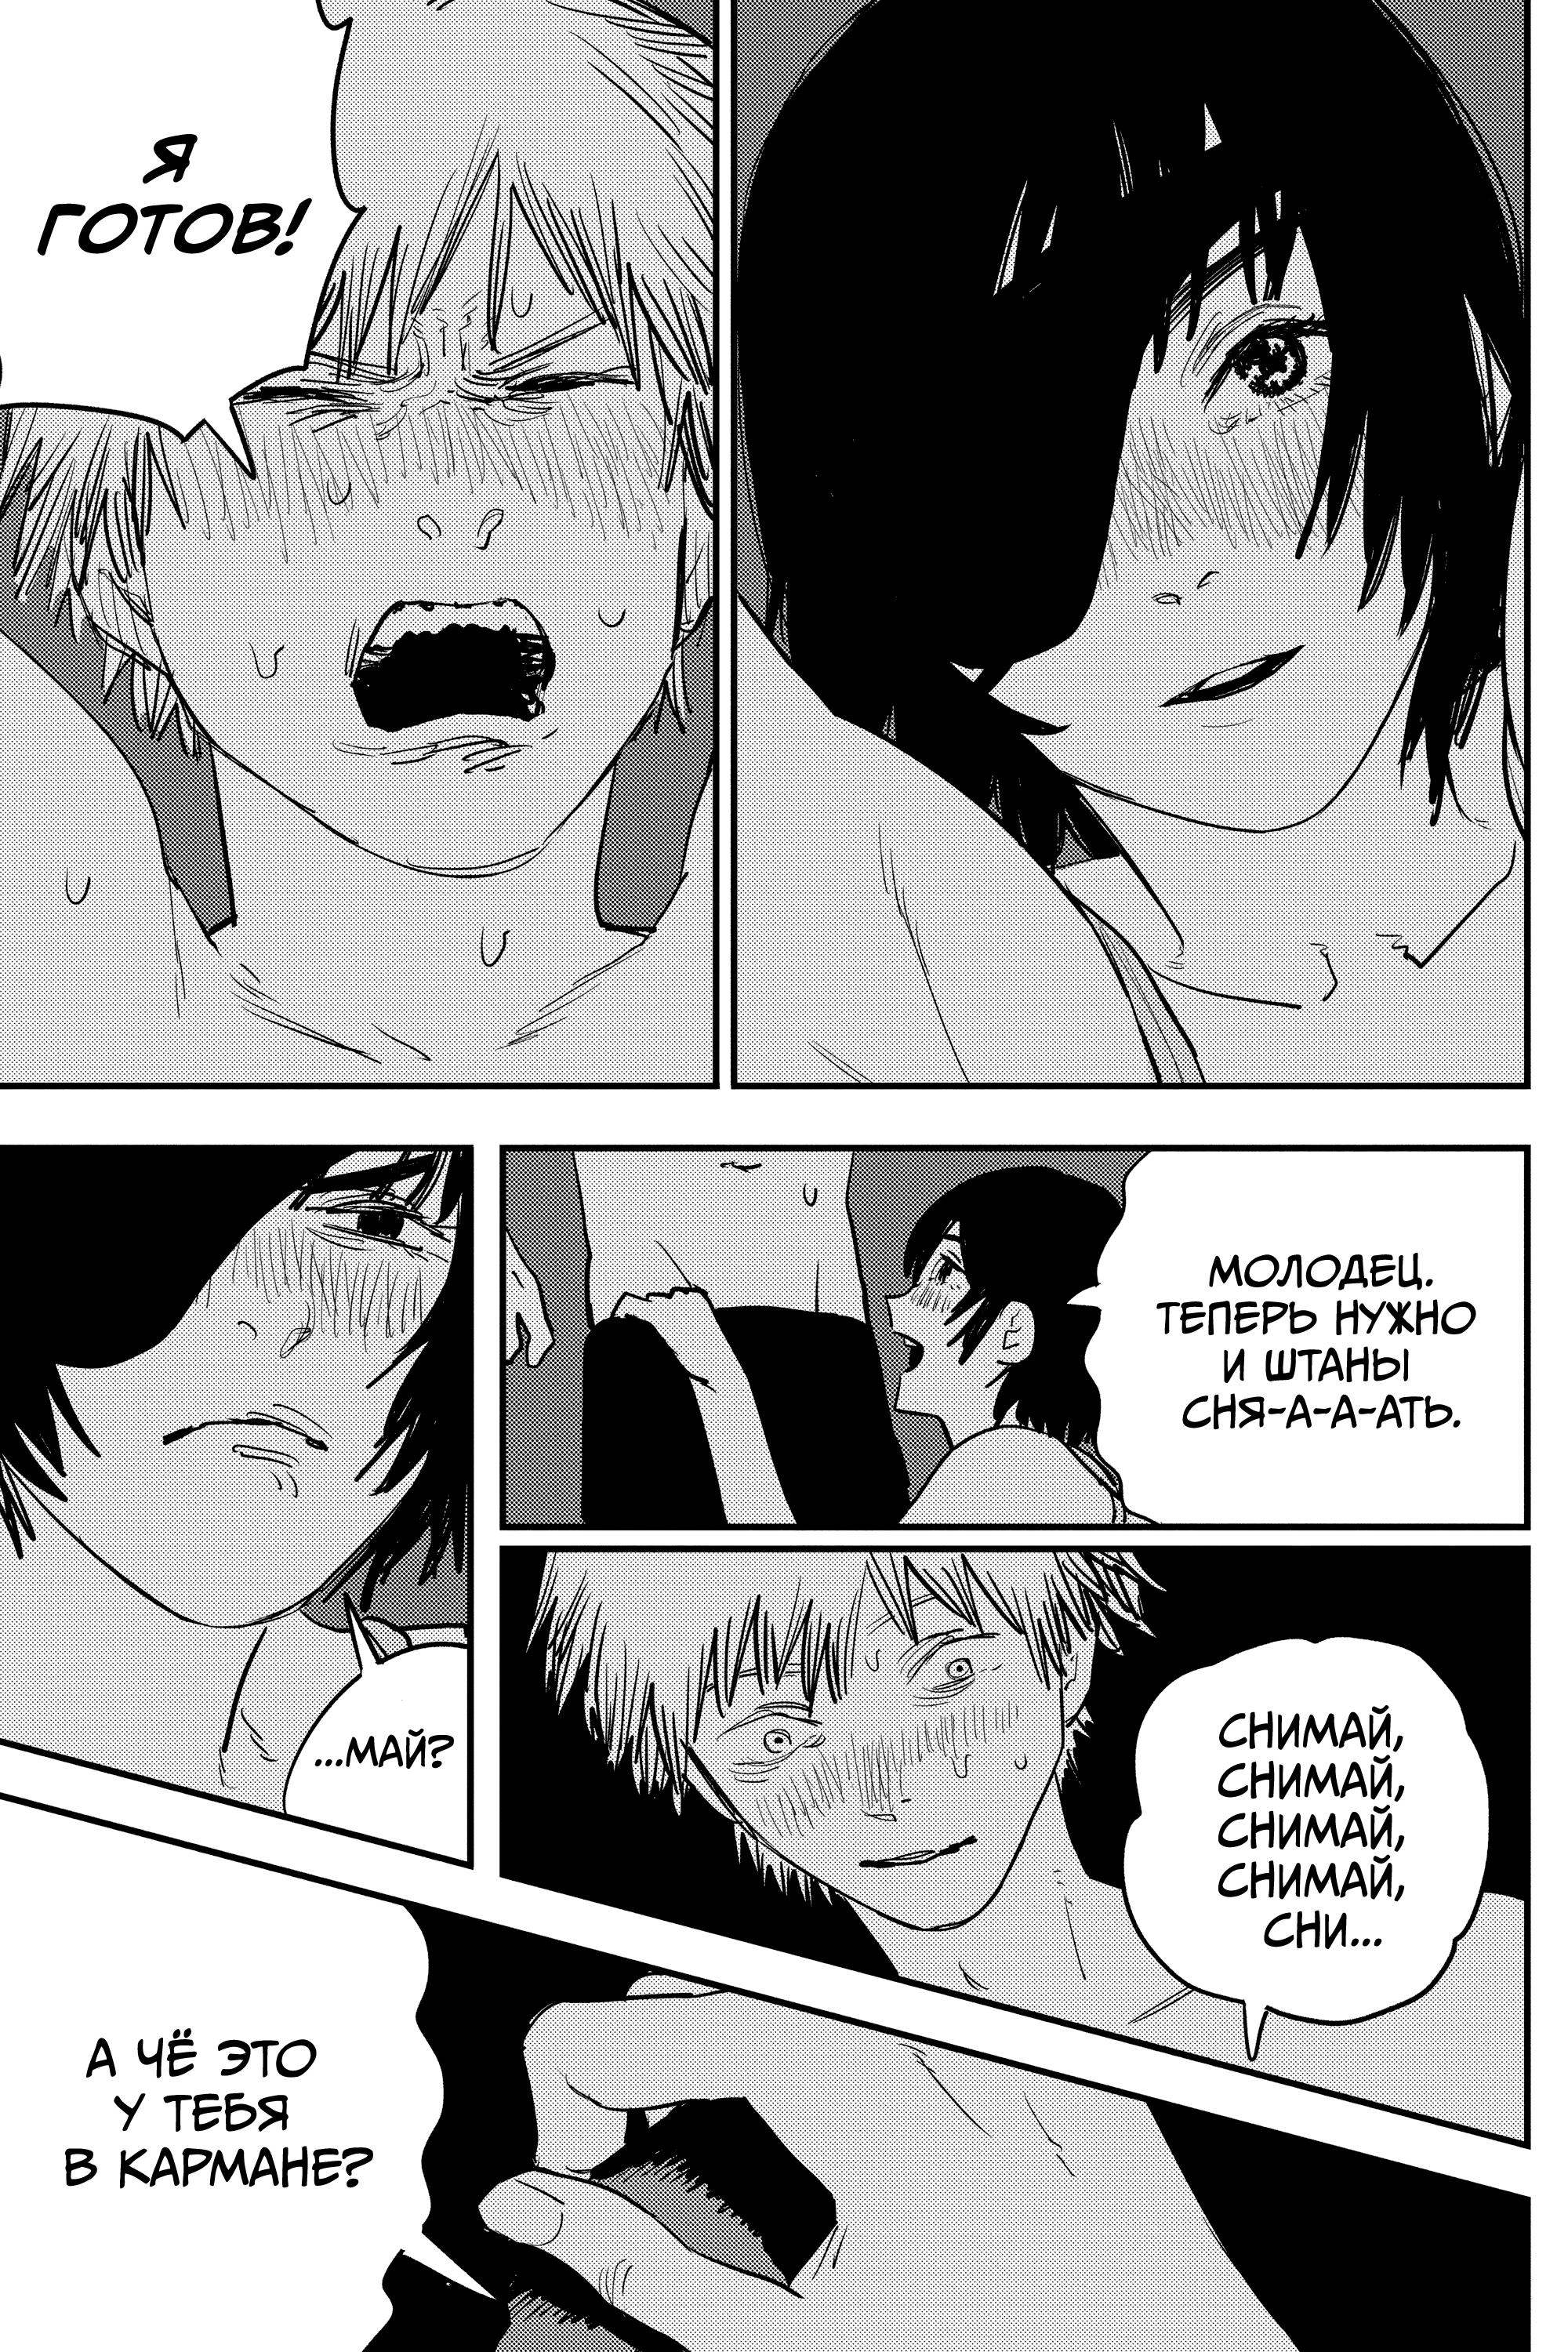 Я
ГОТОВ!
МОЛОДЕЦ.
ТЕПЕРЬ НУЖНО
И ШТАНЫ
СНЯ-А-А-АТЬ.
СНИМАЙ,
СНИМАЙ,
СНИМАЙ,
СНИМАЙ,
СНИ...
...МАЙ?
А ЧЁ ЭТО
У ТЕБЯ
В КАРМАНЕ?